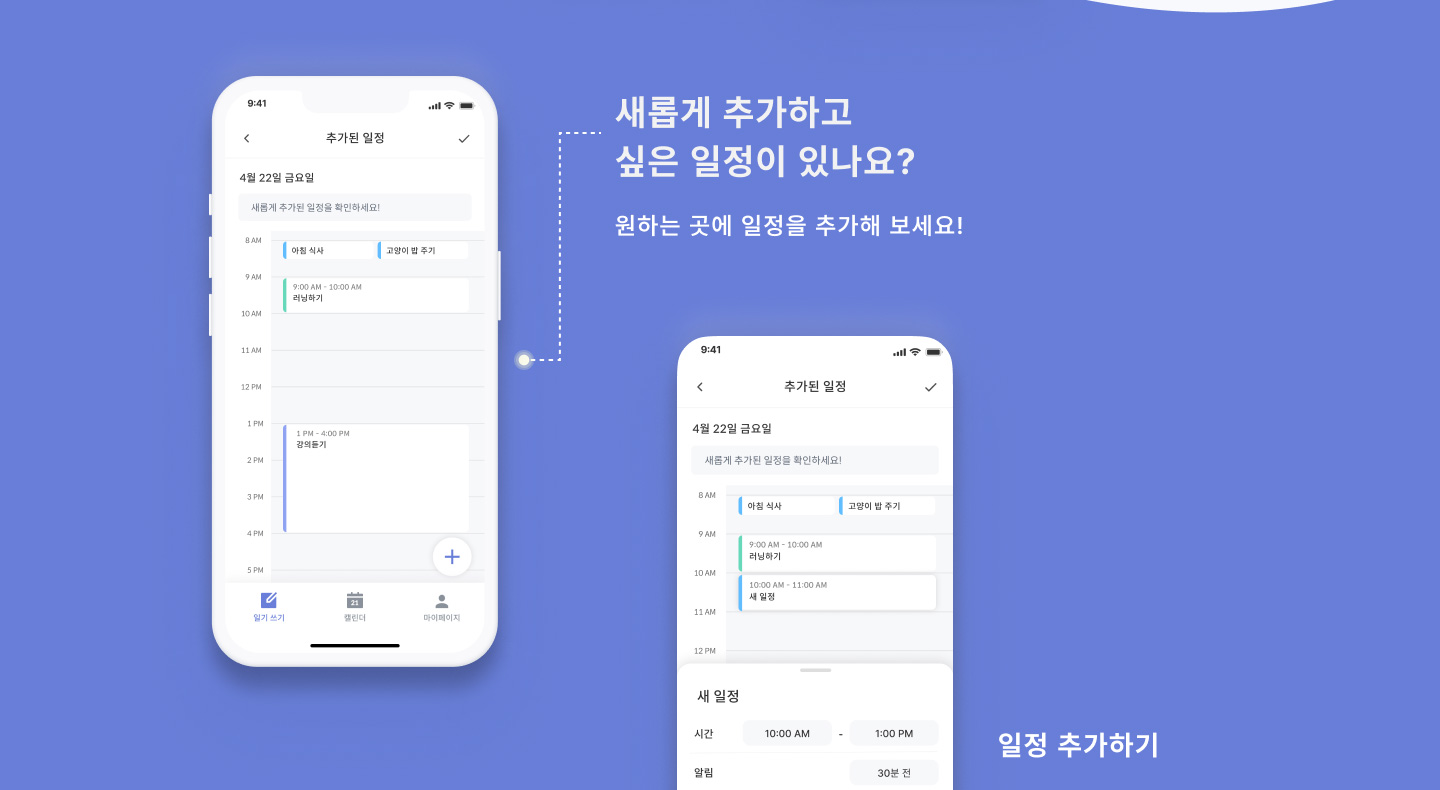 9:41
추가된 일정
4월 22일 금요일
새롭게 추가된 일정을 확인하세요!
8 AM
아침 식사
고양이 밥 주기
9 AM
9:00 AM - 10:00 AM
러닝하기
10 AM
11 AM
12 PM
1 PM
1 PM - 4:00 PM
강의듣기
2 PM
3 PM
4 PM
5 PM
일기 쓰기
21
캘린더
마이페이지
새롭게 추가하고
싶은 일정이 있나요?
원하는 곳에 일정을 추가해 보세요!
9:41
추가된 일정
4월 22일 금요일
새롭게 추가된 일정을 확인하세요!
8 AM
아침 식사
고양이 밥 주기
9 AM
9:00 AM - 10:00 AM
러닝하기
10 AM
10:00 AM - 11:00 AM
새 일정
11 AM
12 PM
새 일정
시간
10:00 AM - 1:00 PM
알림
30분 전
일정 추가하기